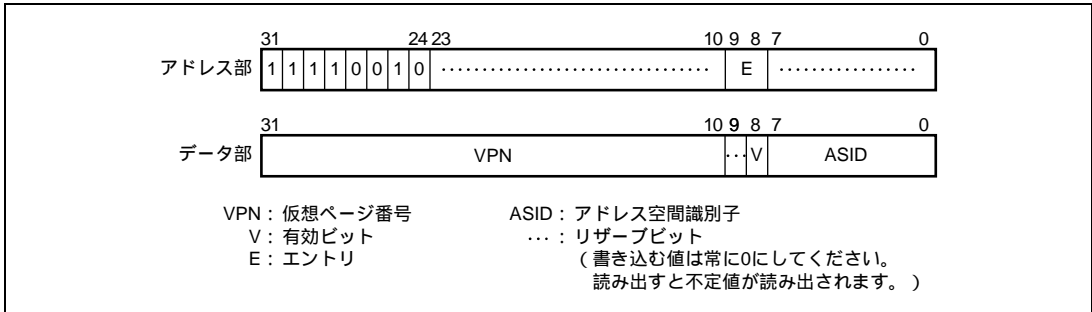 31 24 23 10 9 8 7 0
アドレス部 1 1 1 1 0 0 1 0 ………………………… E ……………
31 10 9 8 7 0
データ部 VPN … V ASID
VPN : 仮想ページ番号 ASID : アドレス空間識別子
V : 有効ビット … : リザーブビット
E : エントリ (書き込む値は常に0にしてください。
読み出すと不定値が読み出されます。)